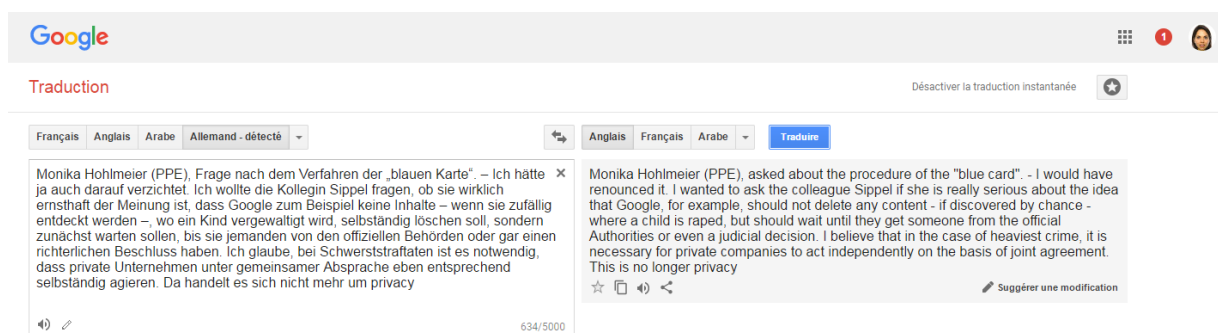 Google
1
Traduction
Désactiver la traduction instantanée
Français Anglais Arabe Allemand - détecté
Anglais Français Arabe Traduire
Monika Hohlmeier (PPE), Frage nach dem Verfahren der „blauen Karte“. – Ich hätte
ja auch darauf verzichtet. Ich wollte die Kollegin Sippel fragen, ob sie wirklich
ernsthaft der Meinung ist, dass Google zum Beispiel keine Inhalte – wenn sie zufällig
entdeckt werden –, wo ein Kind vergewaltigt wird, selbständig löschen soll, sondern
zunächst warten sollen, bis sie jemanden von den offiziellen Behörden oder gar einen
richterlichen Beschluss haben. Ich glaube, bei Schwerststraftaten ist es notwendig,
dass private Unternehmen unter gemeinsamer Absprache eben entsprechend
selbständig agieren. Da handelt es sich nicht mehr um privacy
634/5000
Monika Hohlmeier (PPE), asked about the procedure of the "blue card". - I would have
renounced it. I wanted to ask the colleague Sippel if she is really serious about the idea
that Google, for example, should not delete any content - if discovered by chance -
where a child is raped, but should wait until they get someone from the official
Authorities or even a judicial decision. I believe that in the case of heaviest crime, it is
necessary for private companies to act independently on the basis of joint agreement.
This is no longer privacy
Suggérer une modification